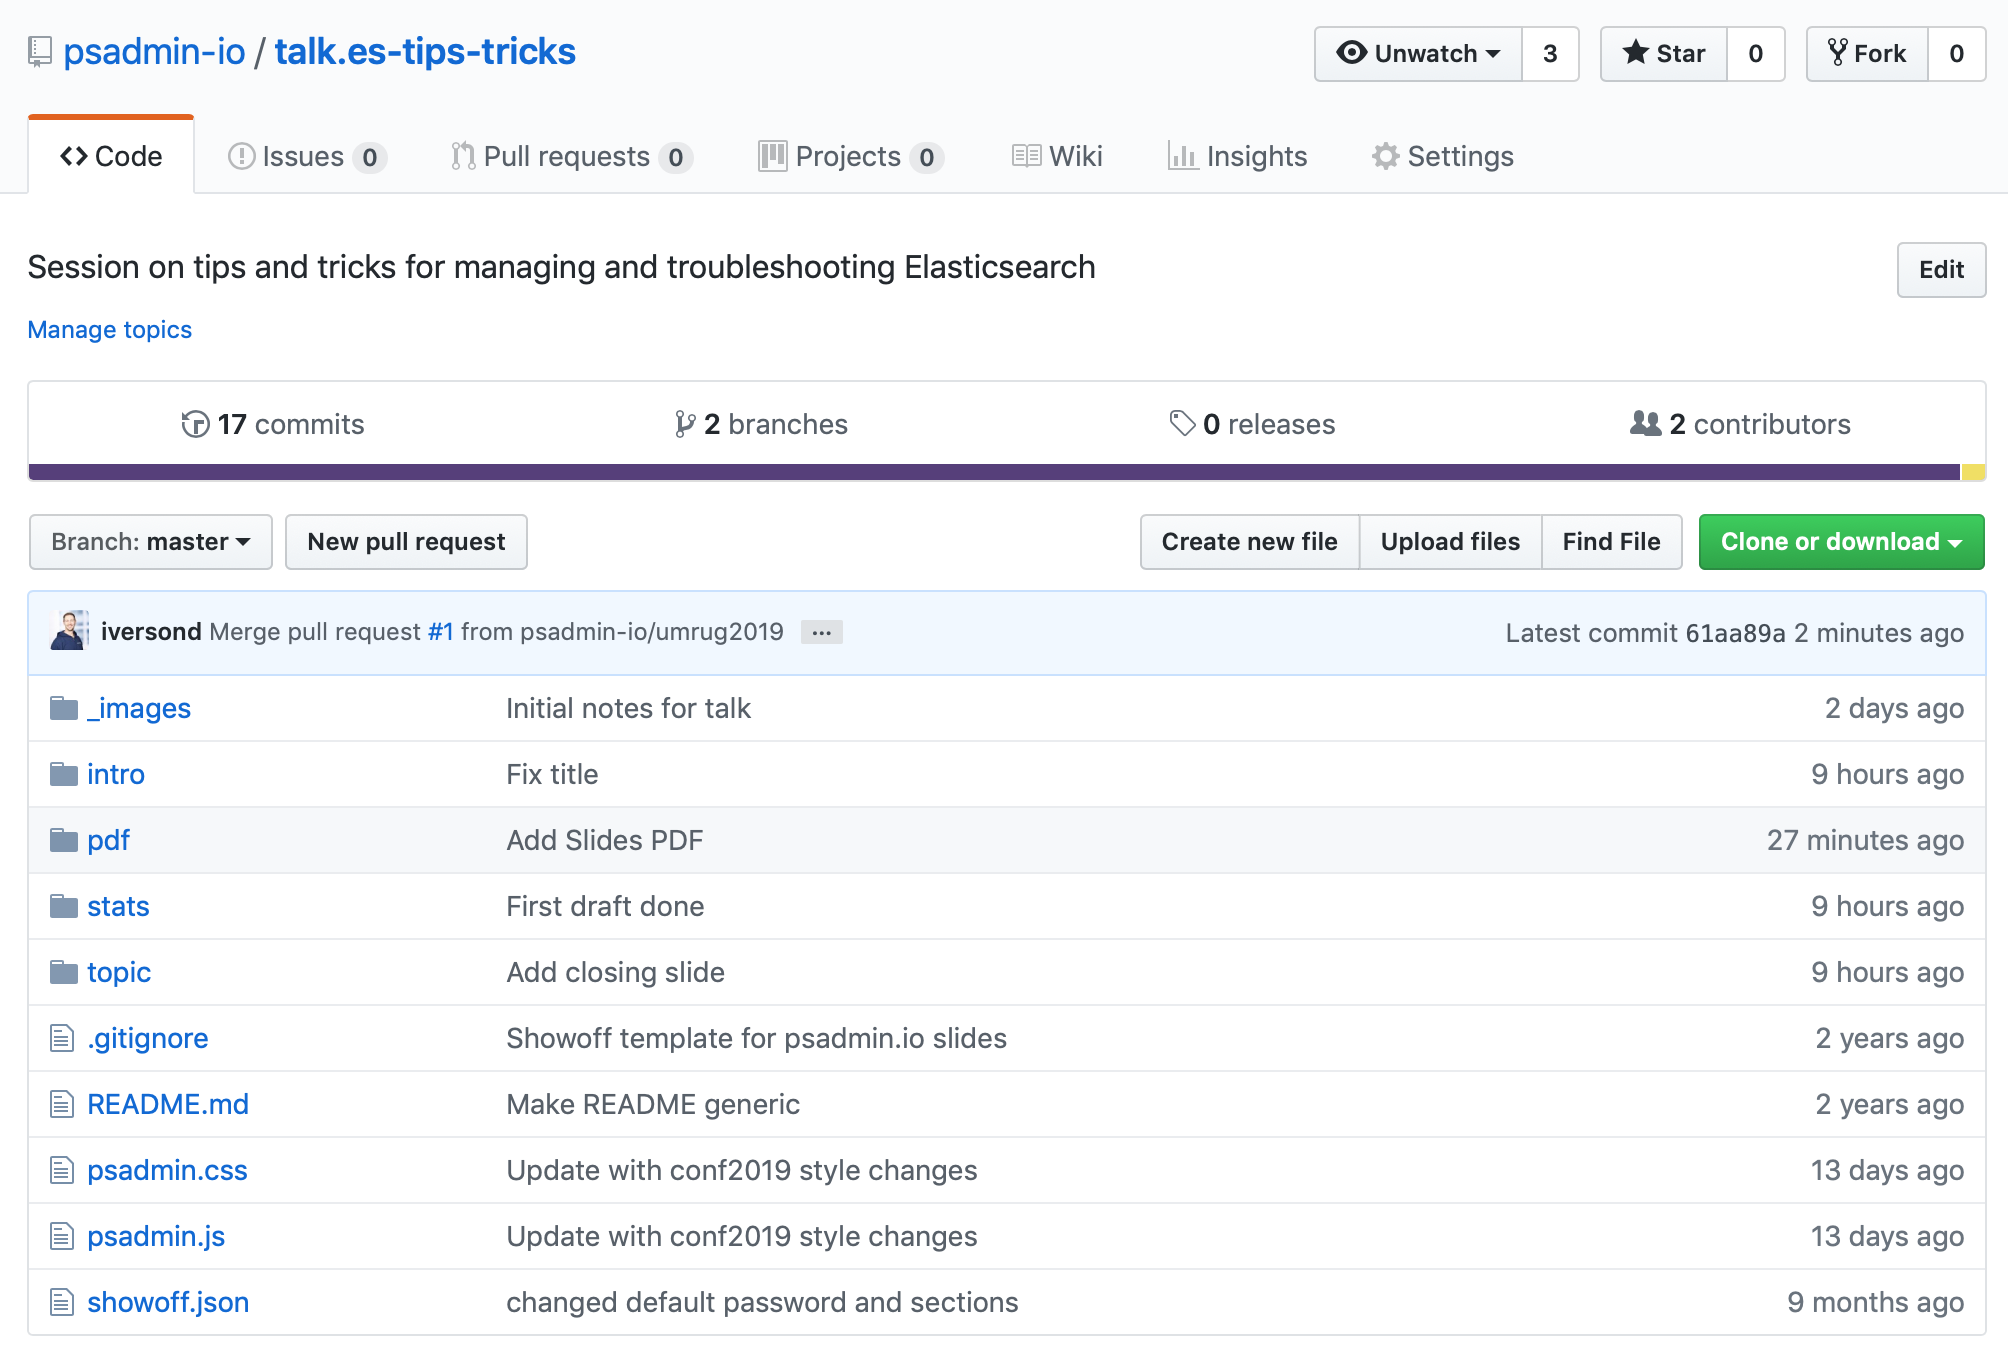 psadmin-io / talk.es-tips-tricks
Unwatch 3 Star 0 Fork 0
Code Issues 0 Pull requests 0 Projects 0 Wiki Insights Settings
Session on tips and tricks for managing and troubleshooting Elasticsearch
Edit
Manage topics
17 commits 2 branches 0 releases 2 contributors
Branch: master New pull request Create new file Upload files Find File Clone or download
iversond Merge pull request #1 from psadmin-io/umrug2019 ... Latest commit 61aa89a 2 minutes ago
_images Initial notes for talk 2 days ago
intro Fix title 9 hours ago
pdf Add Slides PDF 27 minutes ago
stats First draft done 9 hours ago
topic Add closing slide 9 hours ago
.gitignore Showoff template for psadmin.io slides 2 years ago
README.md Make README generic 2 years ago
psadmin.css Update with conf2019 style changes 13 days ago
psadmin.js Update with conf2019 style changes 13 days ago
showoff.json changed default password and sections 9 months ago